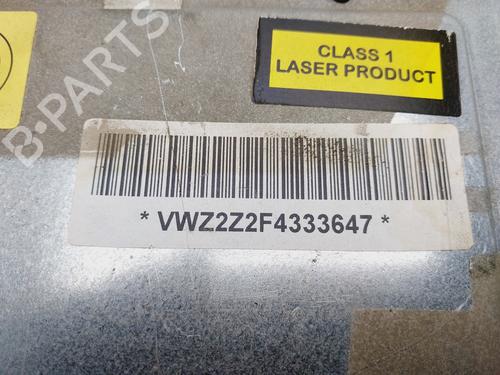 CLASS 1
LASER PRODUCT
B-PARTS
* VWZ2Z2F4333647 *